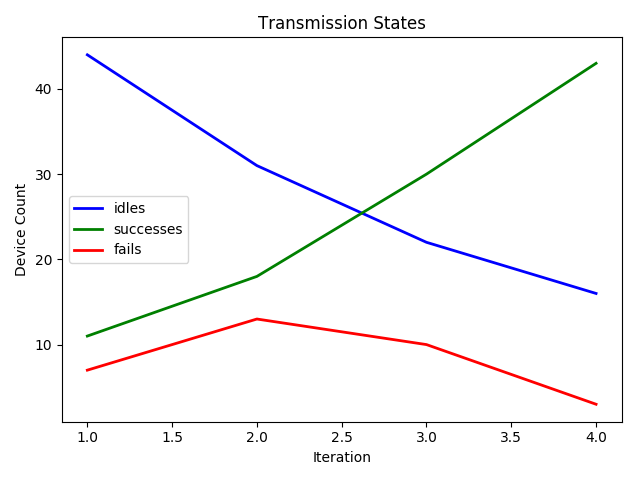 Transmission States
Device Count
40
30
20
10
idles
successes
fails
1.0 1.5 2.0 2.5 3.0 3.5 4.0
Iteration